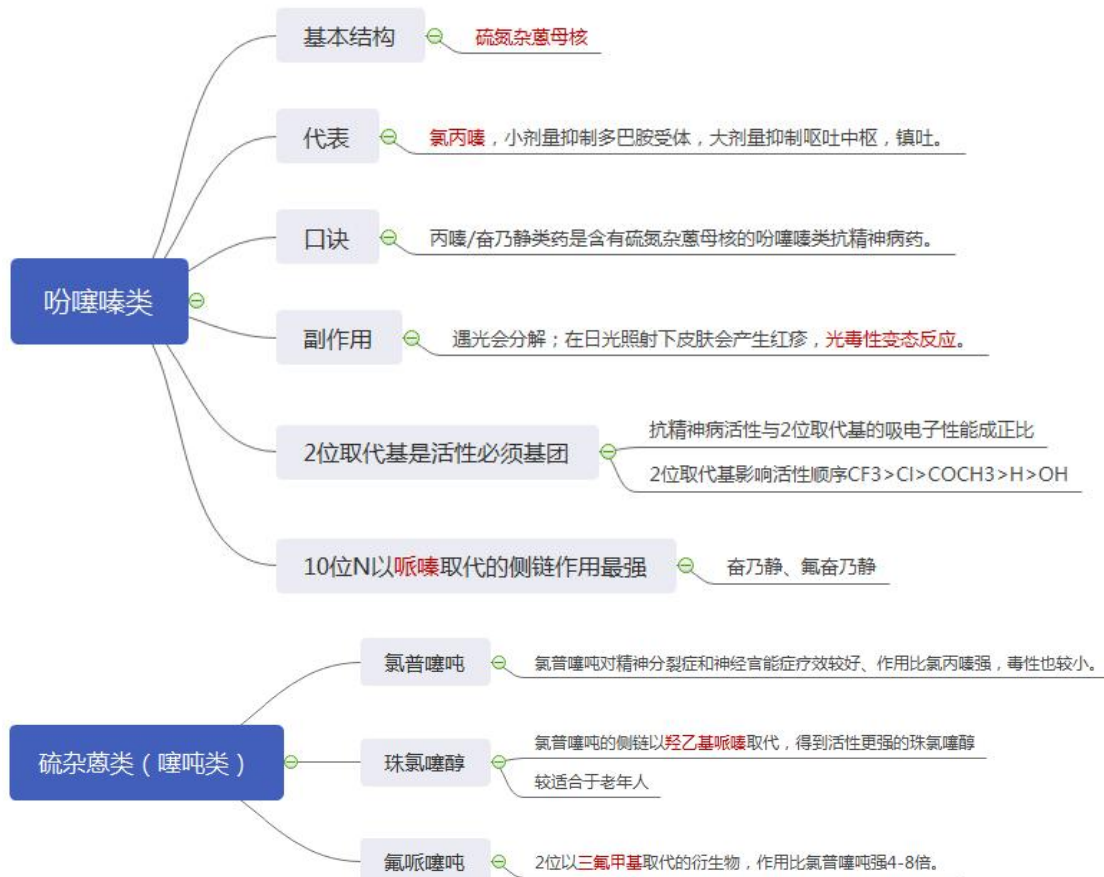 基本结构
硫氮杂蒽母核
代表
氯丙嗪，小剂量抑制多巴胺受体，大剂量抑制呕吐中枢，镇吐。
口诀
丙嗪/奋乃静类药是含有硫氮杂蒽母核的吩噻嗪类抗精神病药。
吩噻嗪类
副作用
遇光会分解；在日光照射下皮肤会产生红疹，光毒性变态反应。
2位取代基是活性必须基团
抗精神病活性与2位取代基的吸电子性能成正比
2位取代基影响活性顺序CF3>Cl>COCH3>H>OH
10位N以哌嗪取代的侧链作用最强
奋乃静、氟奋乃静
氯普噻吨
氯普噻吨对精神分裂症和神经官能症疗效较好、作用比氯丙嗪强，毒性也较小。
硫杂蒽类（噻吨类）
珠氯噻醇
氯普噻吨的侧链以羟乙基哌嗪取代，得到活性更强的珠氯噻醇
较适合于老年人
氟哌噻吨
2位以三氟甲基取代的衍生物，作用比氯普噻吨强4-8倍。